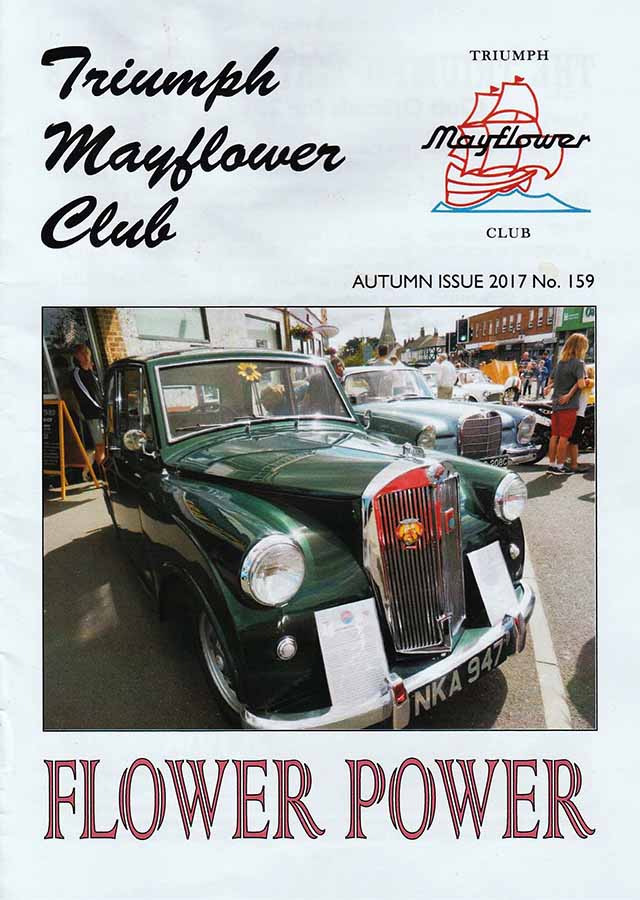 Triumph
Mayflower
Club
TRIUMPH
Mayflower
CLUB
AUTUMN ISSUE 2017 No. 159
NKA 947
FLOWER POWER